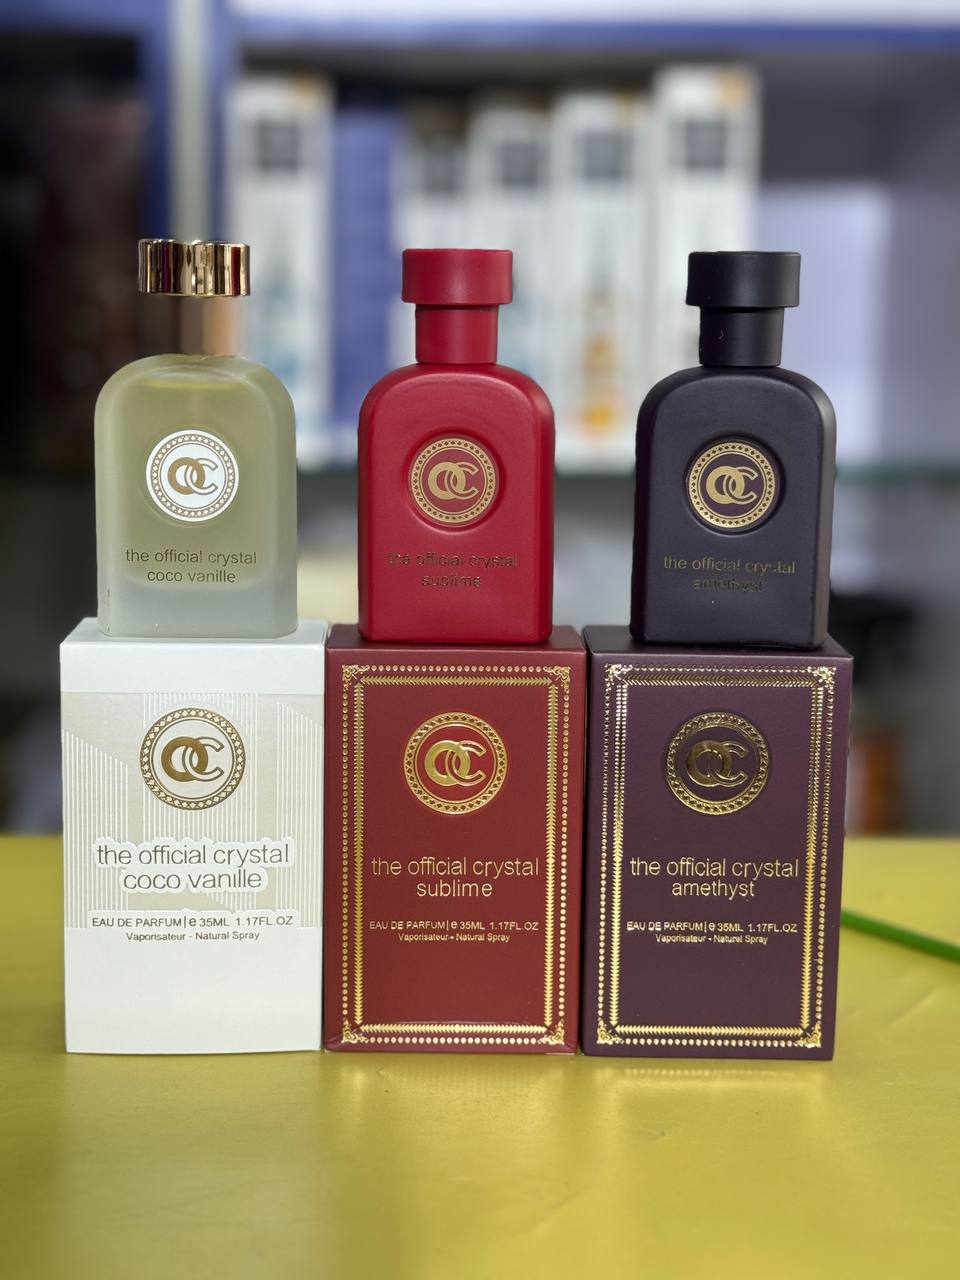 OC
the official crystal
coco vanille
OC
the official crystal
sublime
OC
the official crystal
amethyst
OC
the official crystal
coco vanille
EAU DE PARFUM|e 35ML 1.17FL.OZ
Vaporisateur - Natural Spray
OC
the official crystal
sublime
EAU DE PARFUM|e 35ML 1.17FL.OZ
Vaporisateur - Natural Spray
OC
the official crystal
amethyst
EAU DE PARFUM|e 35ML 1.17FL.OZ
Vaporisateur - Natural Spray